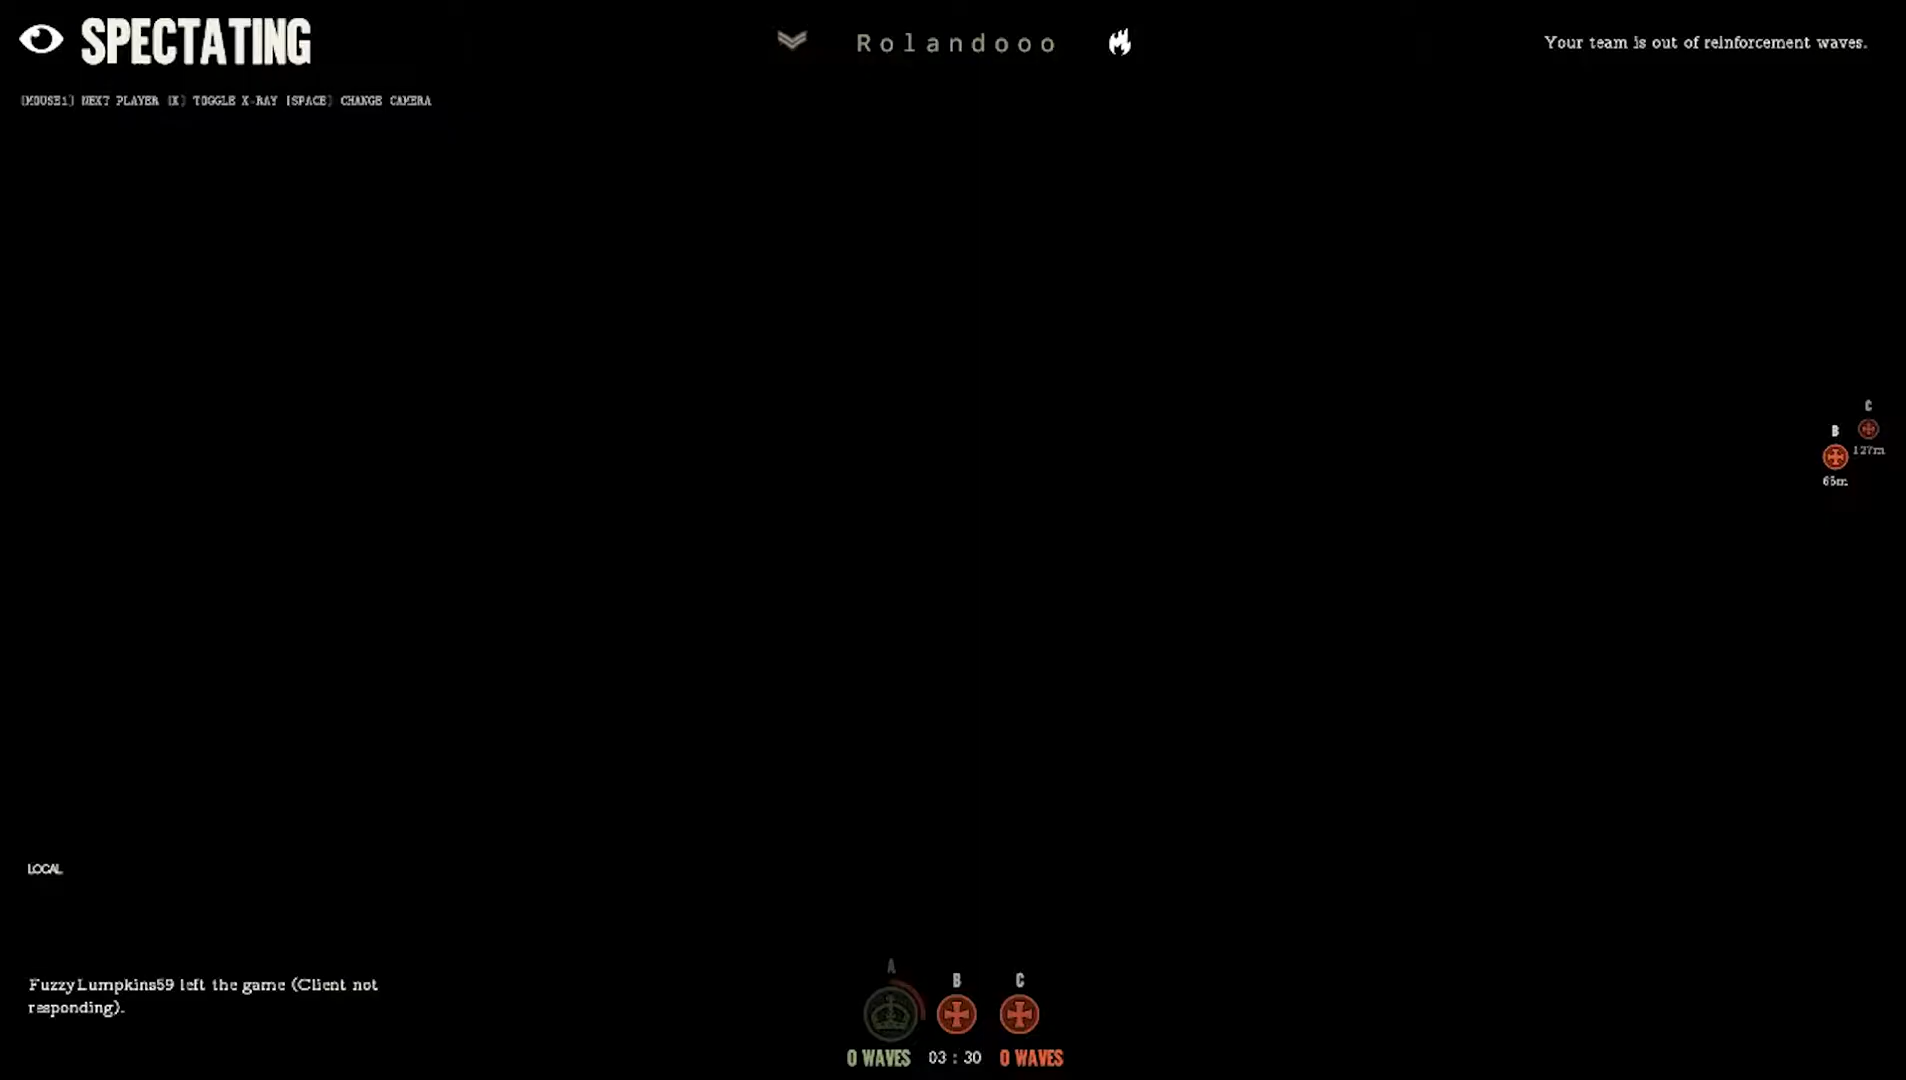 SPECTATING
Rolandooo
Your team is out of reinforcement waves.
[MOUSE1] NEXT PLAYER [X] TOGGLE X-RAY [SPACE] CHANGE CAMERA
C
B
127m
65m
LOCAL
FuzzyLumpkins59 left the game (Client not
responding).
A
B
C
0 WAVES
03 : 30
0 WAVES